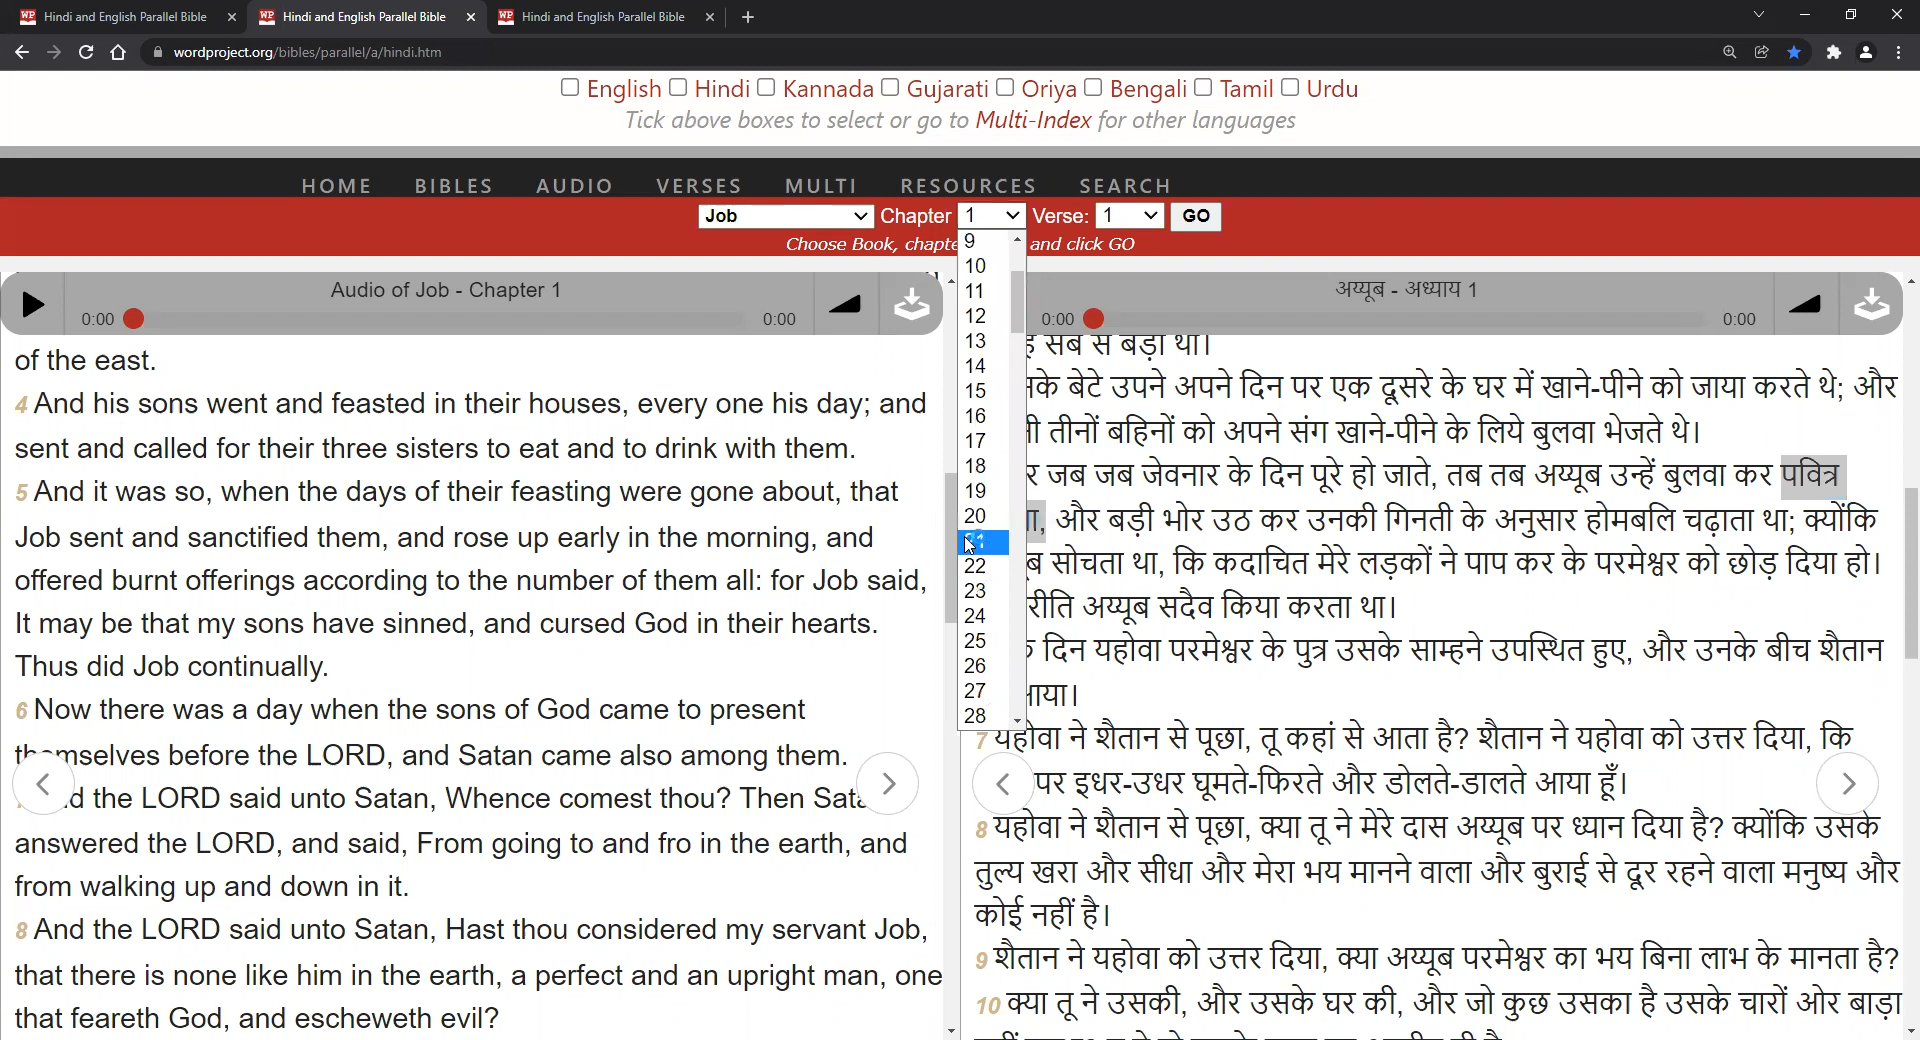 Hindi and English Parallel Bible
Hindi and English Parallel Bible
Hindi and English Parallel Bible
wordproject.org/bibles/parallel/a/hindi.htm
English Hindi Kannada Gujarati Oriya Bengali Tamil Urdu
Tick above boxes to select or go to Multi-Index for other languages
HOME BIBLES AUDIO VERSES MULTI RESOURCES SEARCH
Job Chapter 1 Verse: 1 GO
Choose Book, chapte and click GO
9
10
11
12
13
14
15
16
17
18
19
20
22
23
24
25
26
27
28
Audio of Job - Chapter 1
0:00 0:00
of the east.
4 And his sons went and feasted in their houses, every one his day; and
sent and called for their three sisters to eat and to drink with them.
5 And it was so, when the days of their feasting were gone about, that
Job sent and sanctified them, and rose up early in the morning, and
offered burnt offerings according to the number of them all: for Job said,
It may be that my sons have sinned, and cursed God in their hearts.
Thus did Job continually.
6 Now there was a day when the sons of God came to present
themselves before the LORD, and Satan came also among them.
the LORD said unto Satan, Whence comest thou? Then
answered the LORD, and said, From going to and fro in the earth, and
from walking up and down in it.
8 And the LORD said unto Satan, Hast thou considered my servant Job,
that there is none like him in the earth, a perfect and an upright man, one
that feareth God, and escheweth evil?
अय्यूब - अध्याय 1
0:00 0:00
सब से बड़ा था।
के बेटे उपने अपने दिन पर एक दूसरे के घर में खाने-पीने को जाया करते थे; और
तीनों बहिनों को अपने संग खाने-पीने के लिये बुलवा भेजते थे।
जब जब जेवनार के दिन पूरे हो जाते, तब तब अय्यूब उन्हें बुलवा कर पवित्र
और बड़ी भोर उठ कर उनकी गिनती के अनुसार होमबलि चढ़ाता था; क्योंकि
सोचता था, कि कदाचित मेरे लड़कों ने पाप कर के परमेश्वर को छोड़ दिया हो।
रीति अय्यूब सदैव किया करता था।
दिन यहोवा परमेश्वर के पुत्र उसके साम्हने उपस्थित हुए, और उनके बीच शैतान
आया।
7 यहोवा ने शैतान से पूछा, तू कहां से आता है? शैतान ने यहोवा को उत्तर दिया, कि
पर इधर-उधर घूमते-फिरते और डोलते-डालते आया हूँ।
8 यहोवा ने शैतान से पूछा, क्या तू ने मेरे दास अय्यूब पर ध्यान दिया है? क्योंकि उसके
तुल्य खरा और सीधा और मेरा भय मानने वाला और बुराई से दूर रहने वाला मनुष्य और
कोई नहीं है।
9 शैतान ने यहोवा को उत्तर दिया, क्या अय्यूब परमेश्वर का भय बिना लाभ के मानता है?
10 क्या तू ने उसकी, और उसके घर की, और जो कुछ उसका है उसके चारों ओर बाड़ा